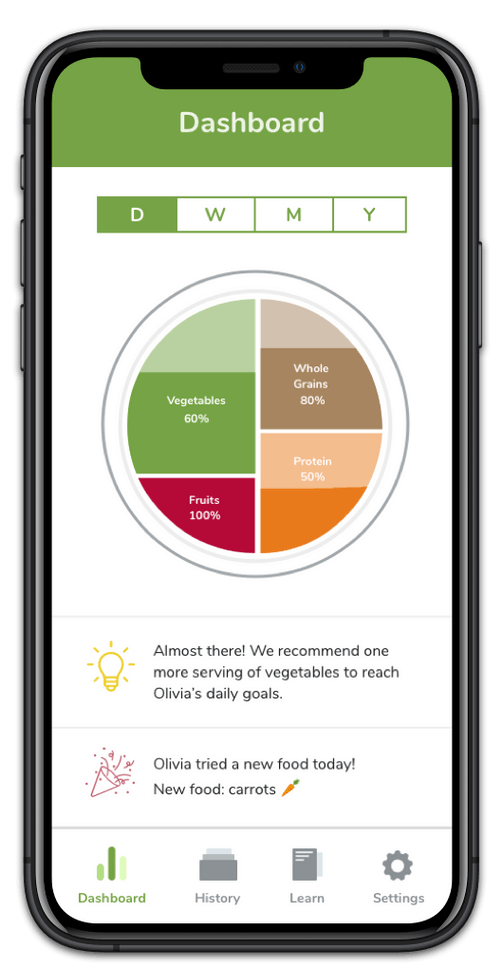 Dashboard
D W M Y
Vegetables
60%
Whole
Grains
80%
Protein
50%
Fruits
100%
Almost there! We recommend one
more serving of vegetables to reach
Olivia's daily goals.
Olivia tried a new food today!
New food: carrots 🥕
Dashboard History Learn Settings